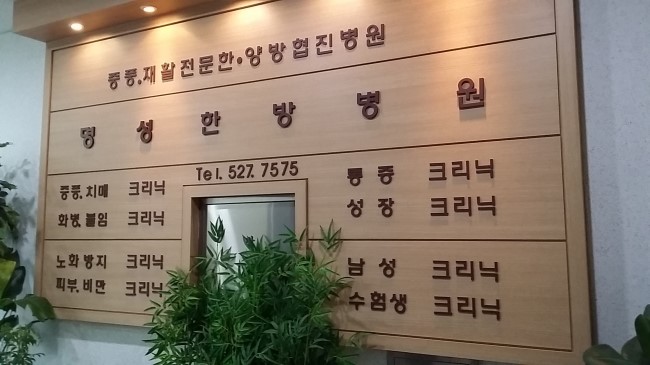 중풍.재활전문한·양방협진병원
명성한방병원
Tel. 527. 7575
중풍.치매 크리닉
화병.불임 크리닉
노화방지 크리닉
피부.비만 크리닉
통증 크리닉
성장 크리닉
남성 크리닉
수험생 크리닉